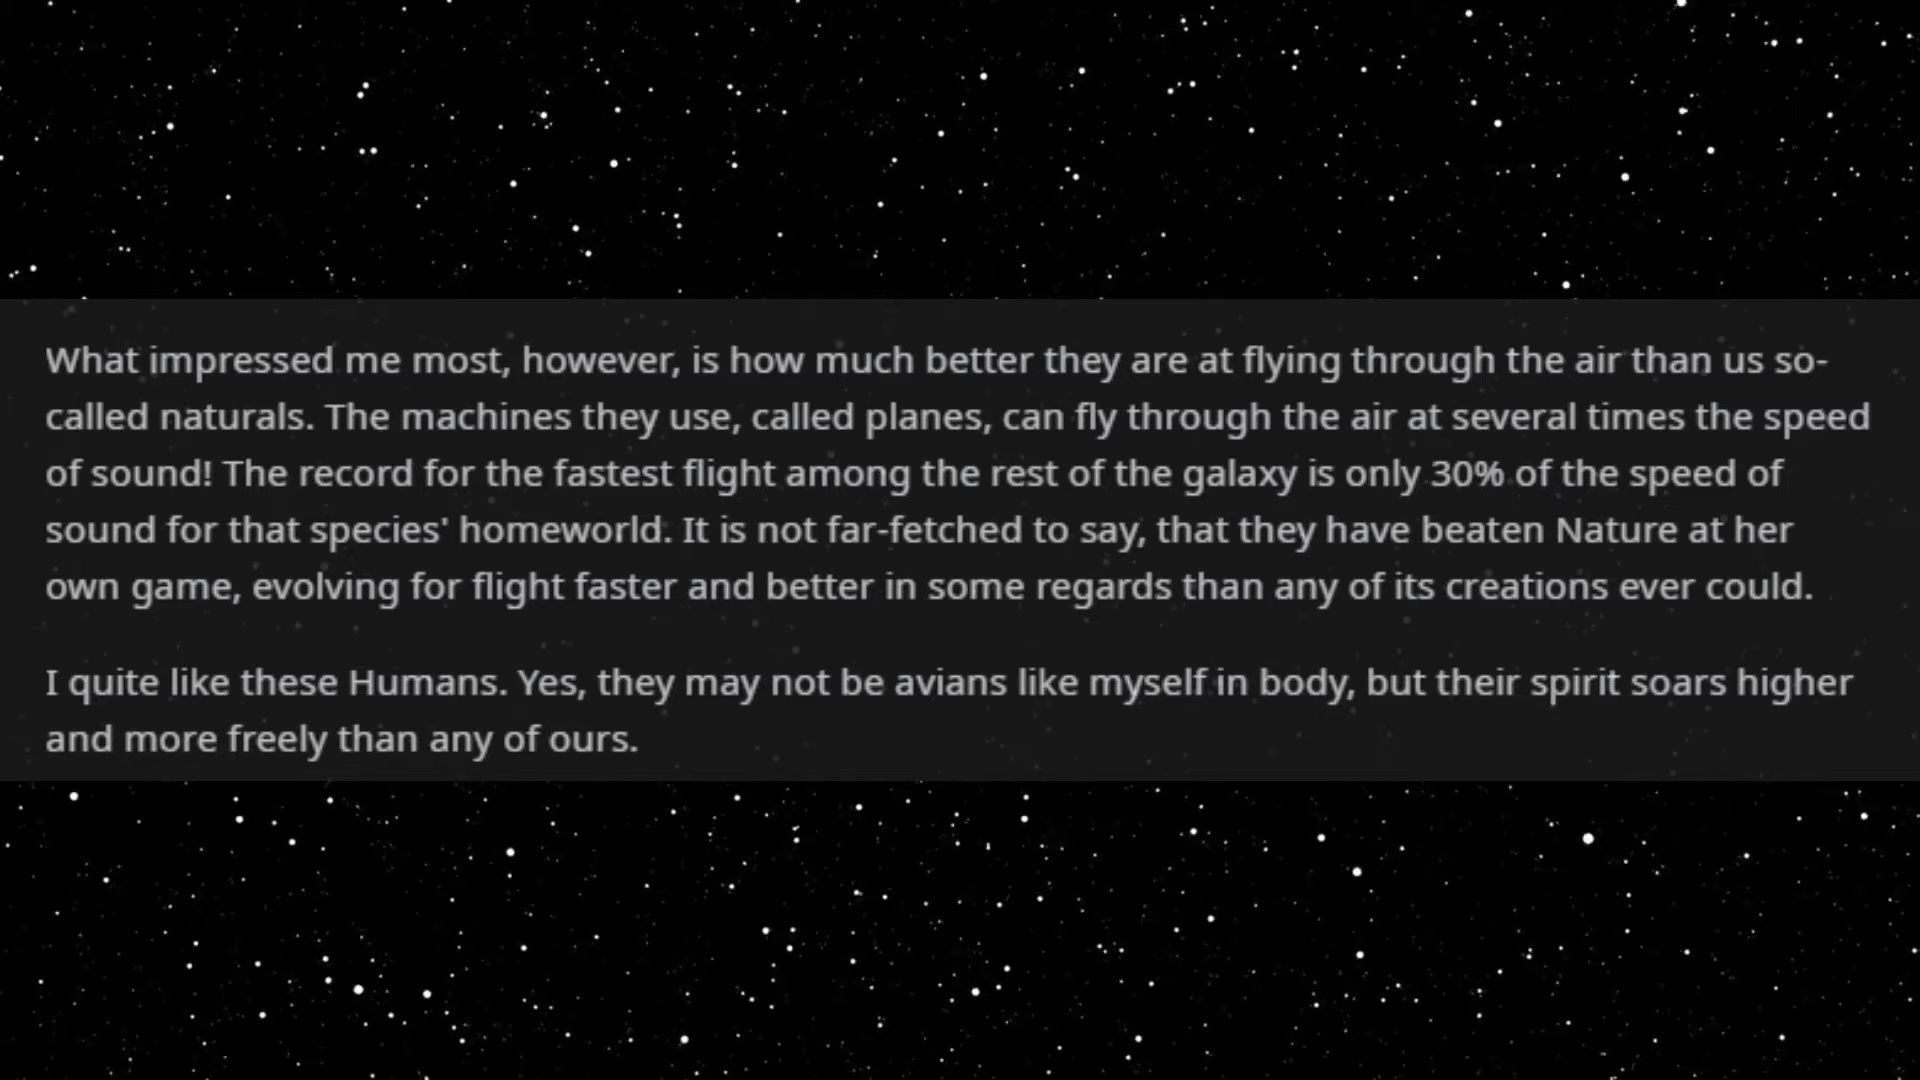 What impressed me most, however, is how much better they are at flying through the air than us so-
called naturals. The machines they use, called planes, can fly through the air at several times the speed
of sound! The record for the fastest flight among the rest of the galaxy is only 30% of the speed of
sound for that species' homeworld. It is not far-fetched to say, that they have beaten Nature at her
own game, evolving for flight faster and better in some regards than any of its creations ever could.
I quite like these Humans. Yes, they may not be avians like myself in body, but their spirit soars higher
and more freely than any of ours.